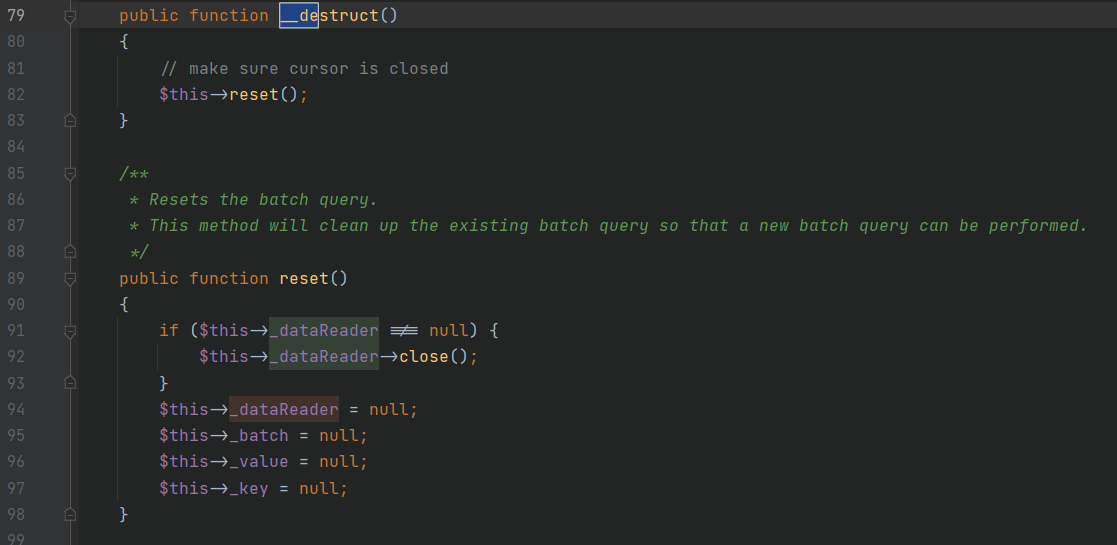 79 public function __destruct()
80 {
81 // make sure cursor is closed
82 $this->reset();
83 }
84
85 /**
86 * Resets the batch query.
87 * This method will clean up the existing batch query so that a new batch query can be performed.
88 */
89 public function reset()
90 {
91 if ($this->_dataReader !== null) {
92 $this->_dataReader->close();
93 }
94 $this->_dataReader = null;
95 $this->_batch = null;
96 $this->_value = null;
97 $this->_key = null;
98 }
99